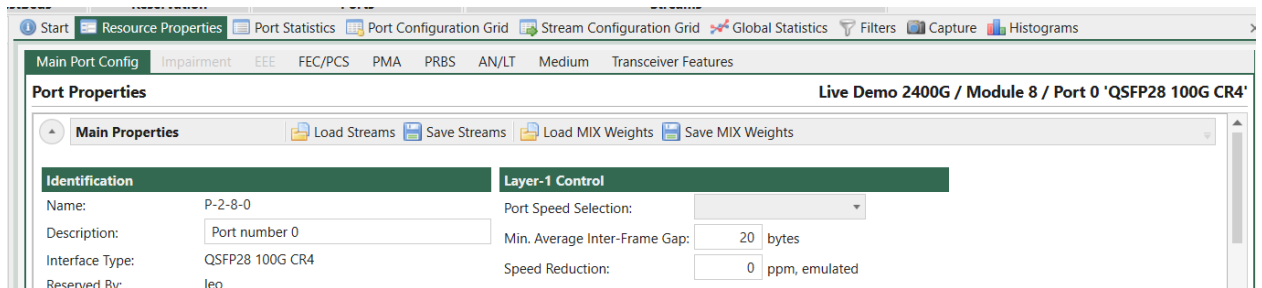 Start Resource Properties Port Statistics Port Configuration Grid Stream Configuration Grid Global Statistics Filters Capture Histograms
Main Port Config Impairment EEE FEC/PCS PMA PRBS AN/LT Medium Transceiver Features
Port Properties Live Demo 2400G / Module 8 / Port 0 'QSFP28 100G CR4'
Main Properties Load Streams Save Streams Load MIX Weights Save MIX Weights
Identification Layer-1 Control
Name: P-2-8-0 Port Speed Selection:
Description: Port number 0 Min. Average Inter-Frame Gap: 20 bytes
Interface Type: QSFP28 100G CR4 Speed Reduction: 0 ppm, emulated
Reserved By: leo